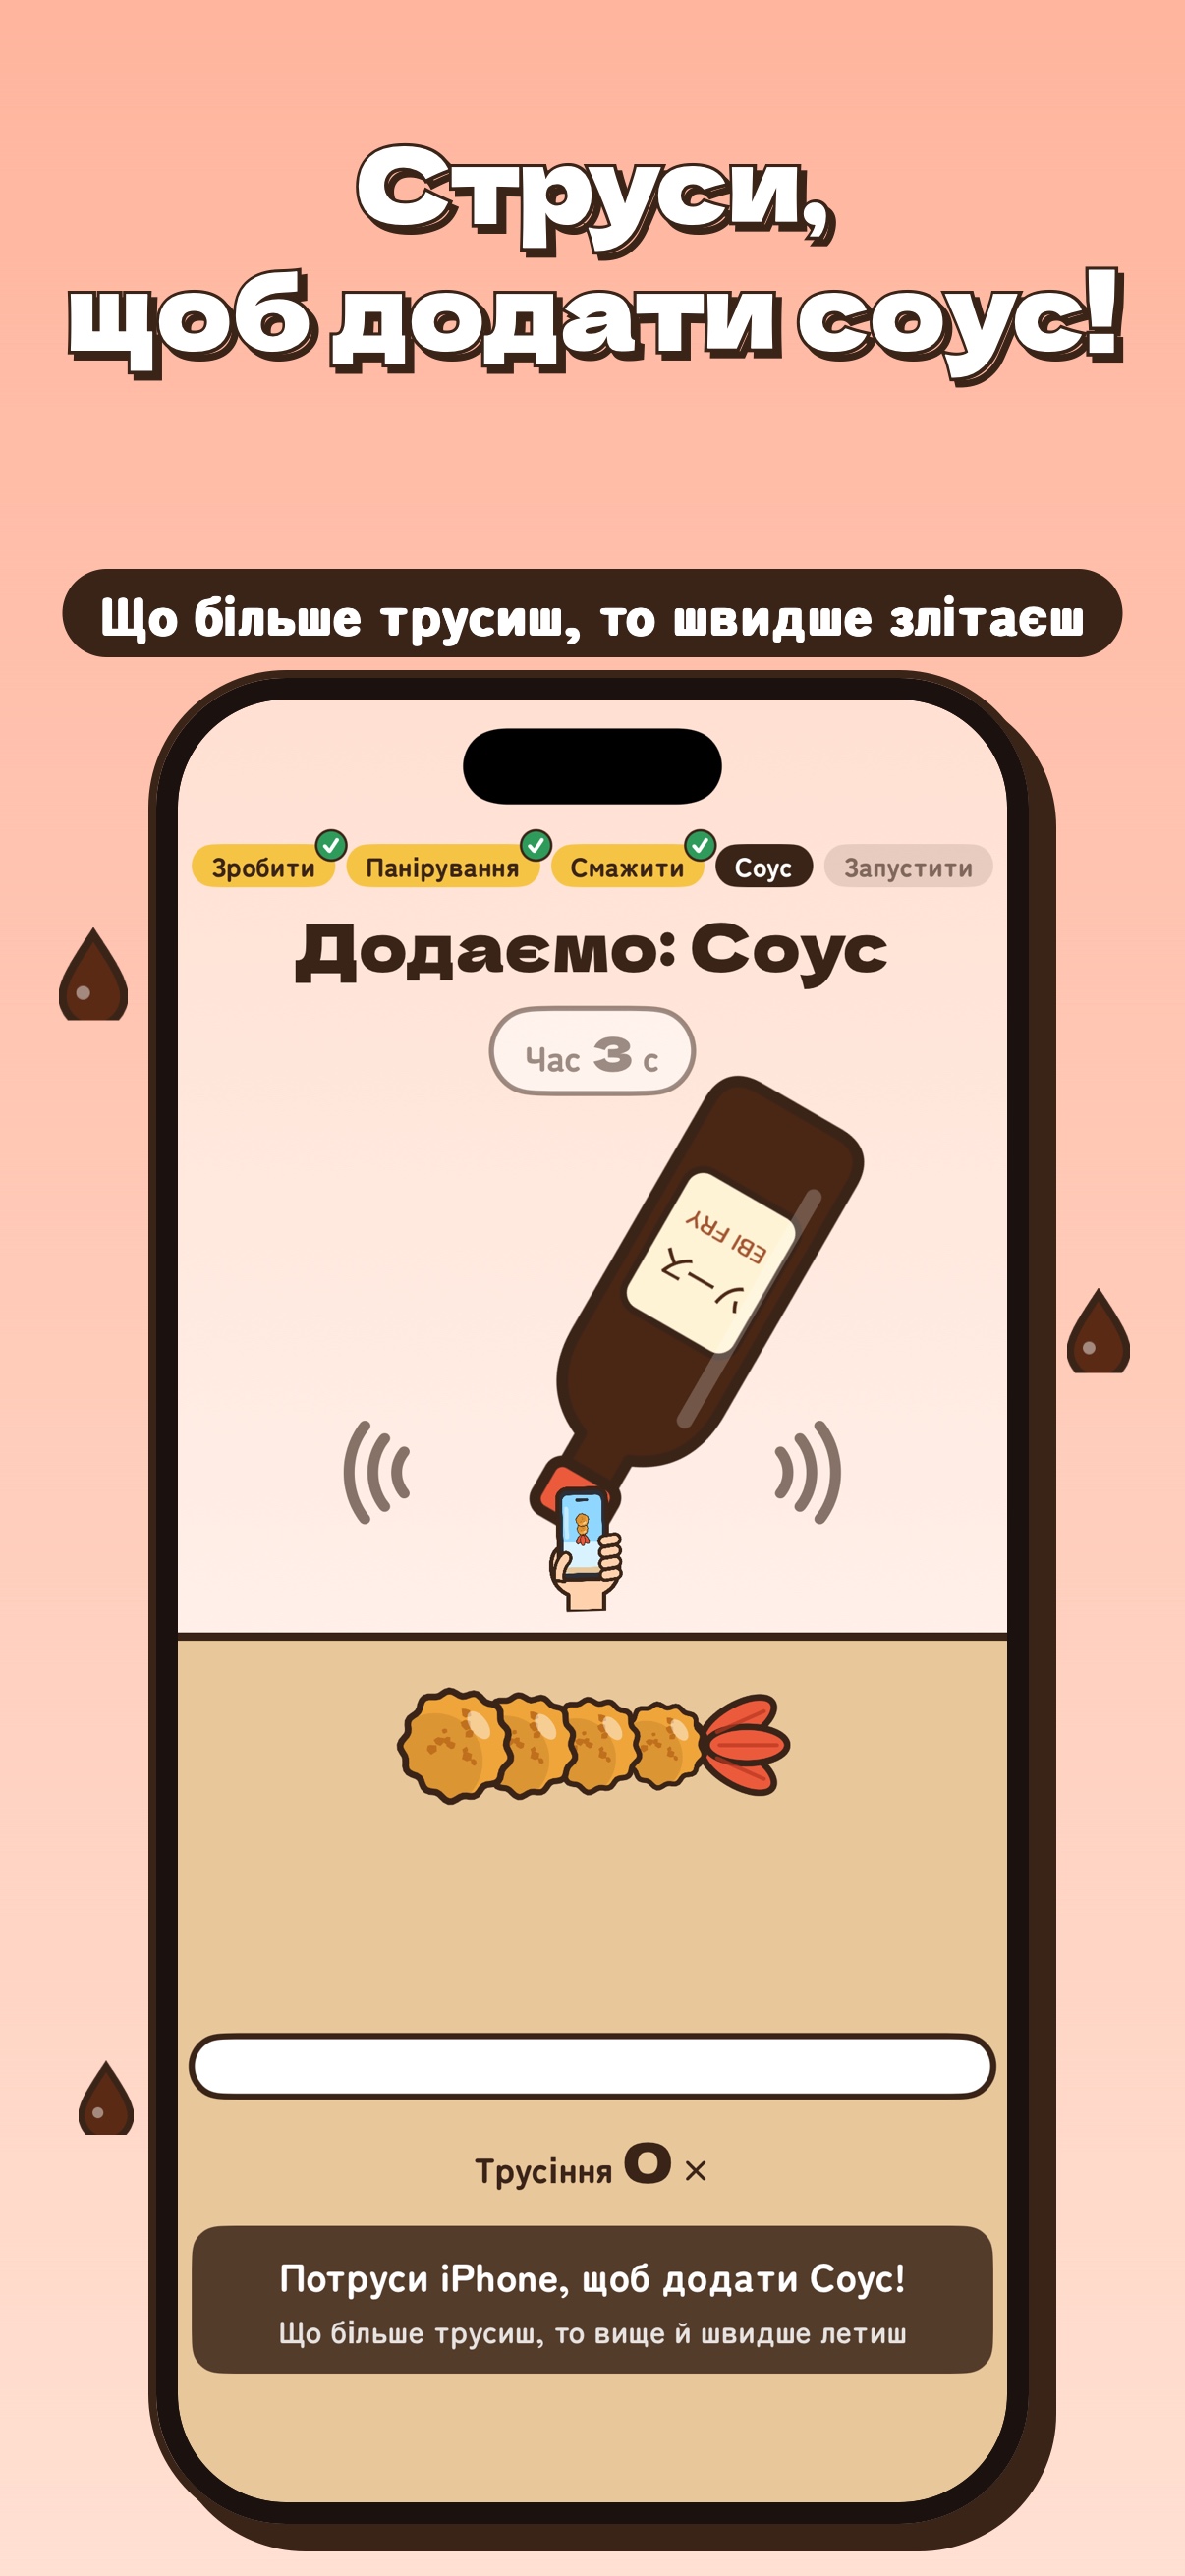 Струси,
щоб додати соус!
Що більше трусиш, то швидше злітаєш
Зробити Панірування Смажити Соус Запустити
Додаємо: Соус
Час 3 с
EBI FRY
ソース
Трусіння 0 ×
Потруси iPhone, щоб додати Соус!
Що більше трусиш, то вище й швидше летиш